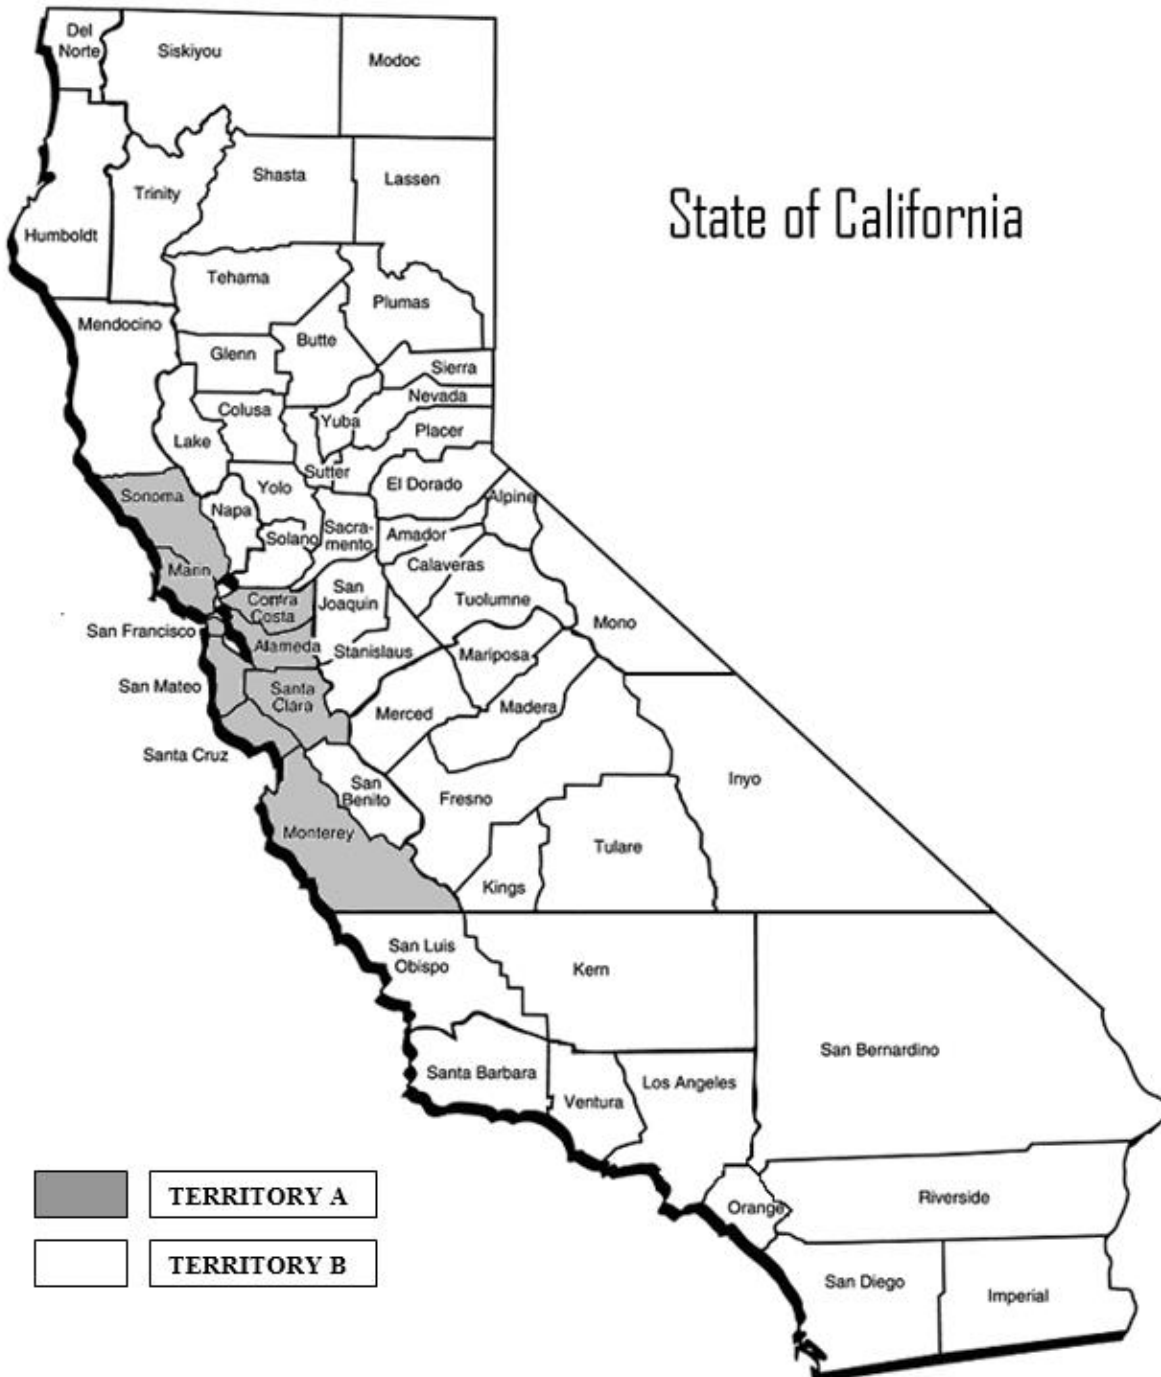 Del
Norte
Siskiyou
Modoc
Shasta
Lassen
Trinity
State of California
Humboldt
Tehama
Plumas
Mendocino
Butte
Glenn
Sierra
Nevada
Colusa
Yuba
Placer
Lake
Sutter
El Dorado
Yolo
Sonoma
Alpine
Napa
Sacra-
mento
Solano
Amador
Calaveras
Marin
San
Joaquin
Contra
Costa
Tuolumne
Mono
San Francisco
Alameda
Stanislaus
Mariposa
San Mateo
Santa
Clara
Merced
Madera
Santa Cruz
Inyo
San
Benito
Fresno
Monterey
Tulare
Kings
San Luis
Obispo
Kern
San Bernardino
Santa Barbara
Los Angeles
Ventura
TERRITORY A
Riverside
Orange
TERRITORY B
San Diego
Imperial